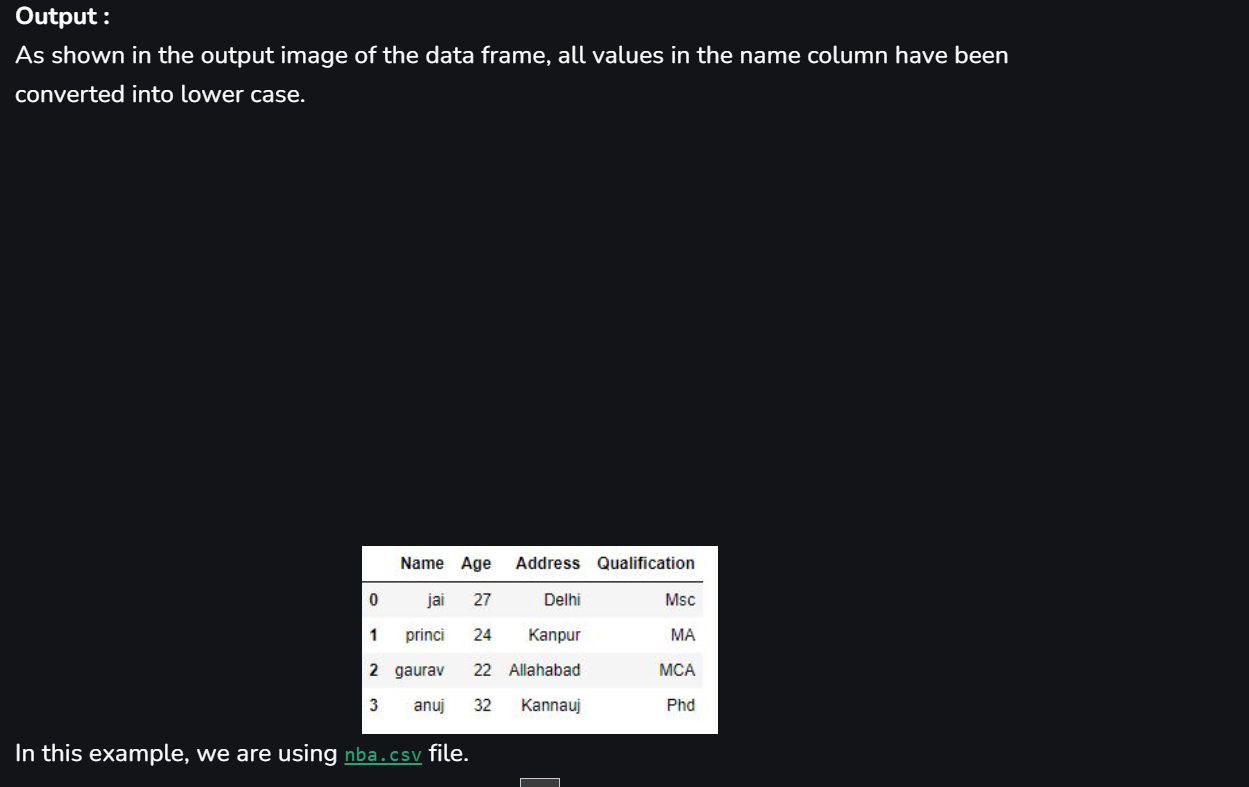 Output :
As shown in the output image of the data frame, all values in the name column have been
converted into lower case.
Name Age Address Qualification
0 jai 27 Delhi Msc
1 princi 24 Kanpur MA
2 gaurav 22 Allahabad MCA
3 anuj 32 Kannauj Phd
In this example, we are using nba.csv file.